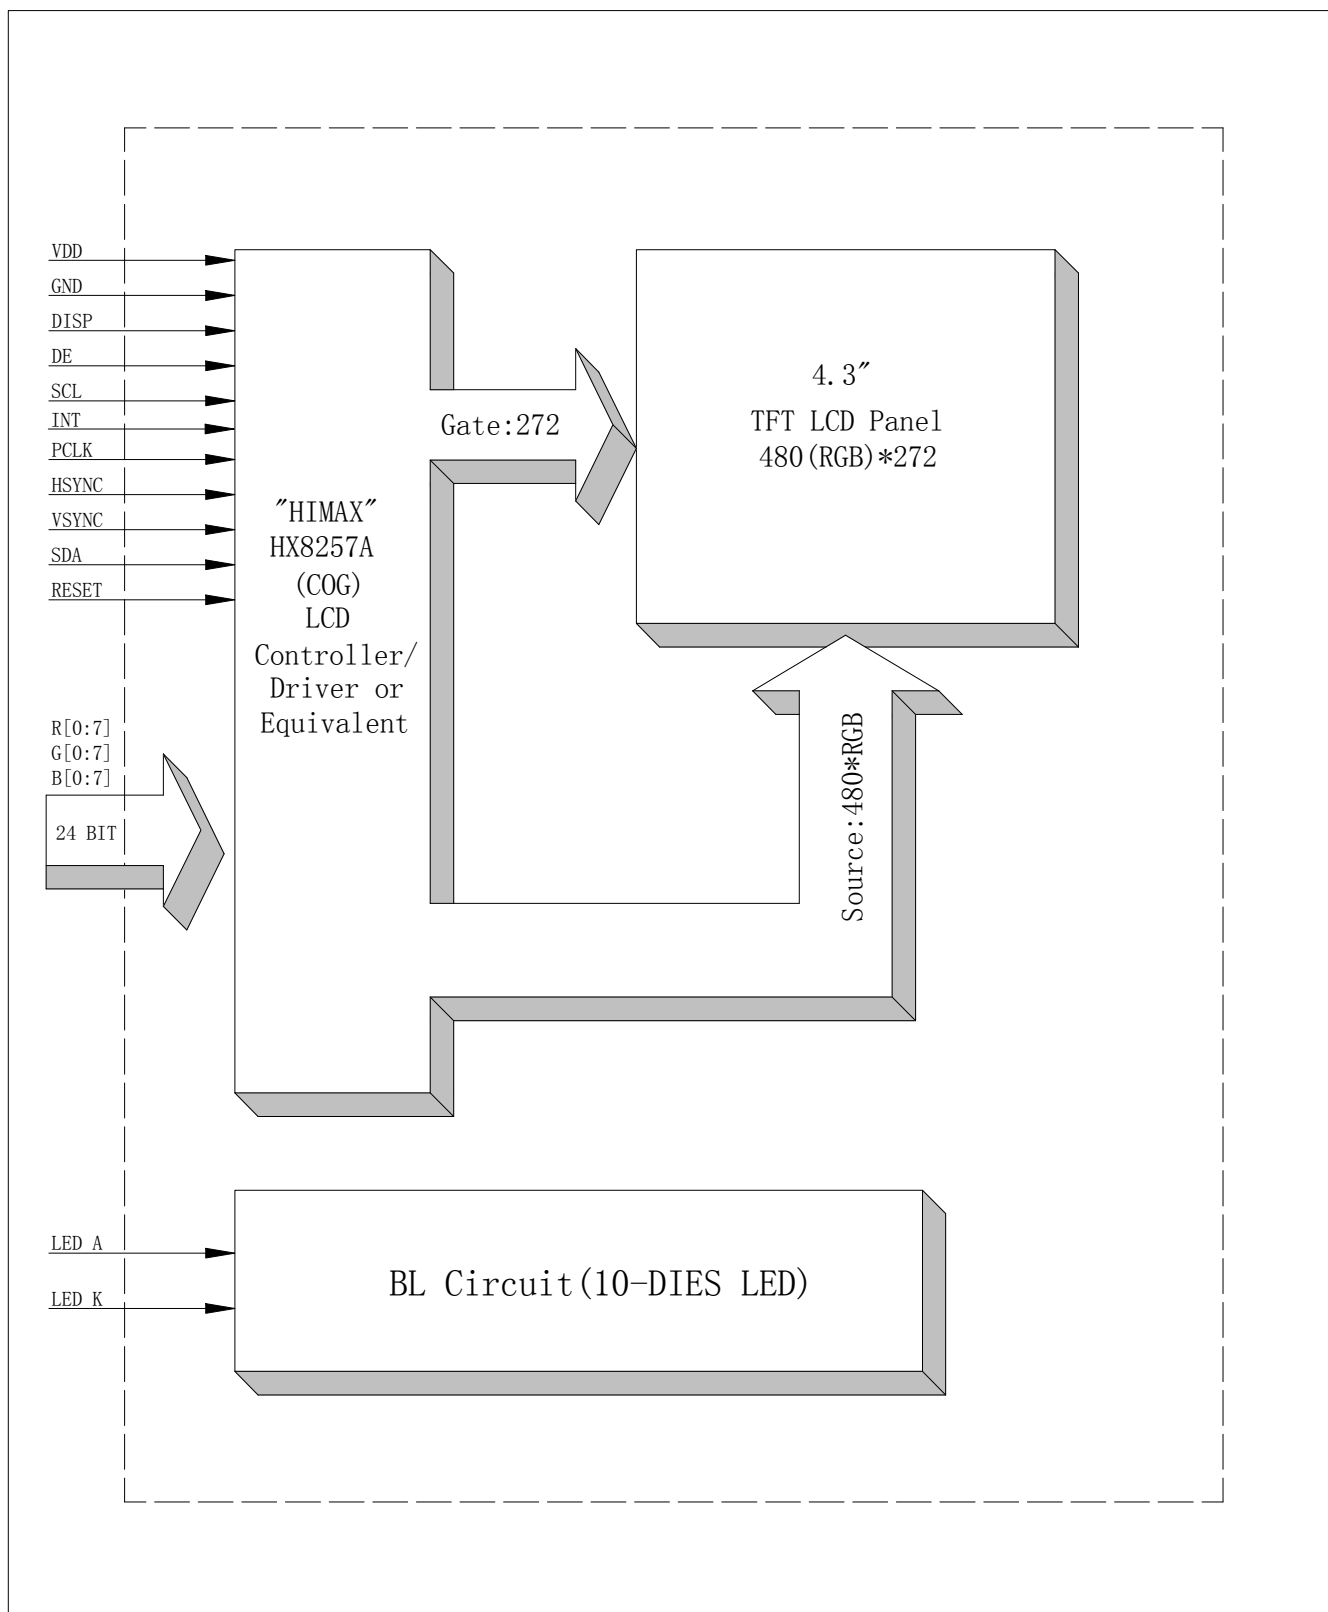 VDD
GND
DISP
DE
SCL
INT
PCLK
HSYNC
VSYNC
SDA
RESET
R[0:7]
G[0:7]
B[0:7]
24 BIT
"HIMAX"
HX8257A
(COG)
LCD
Controller/
Driver or
Equivalent
Gate:272
4.3"
TFT LCD Panel
480(RGB)*272
Source:480*RGB
LED A
LED K
BL Circuit(10-DIES LED)